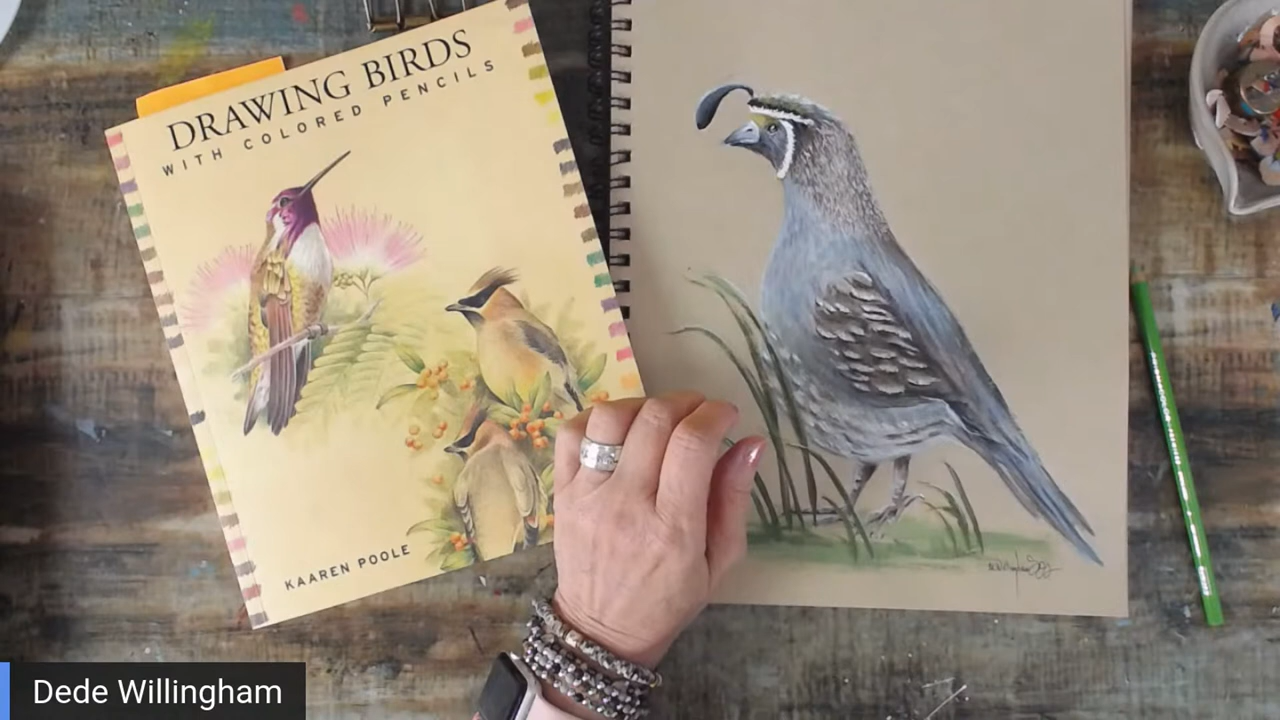 DRAWING BIRDS
WITH COLORED PENCILS
KAAREN POOLE
Dede Willingham